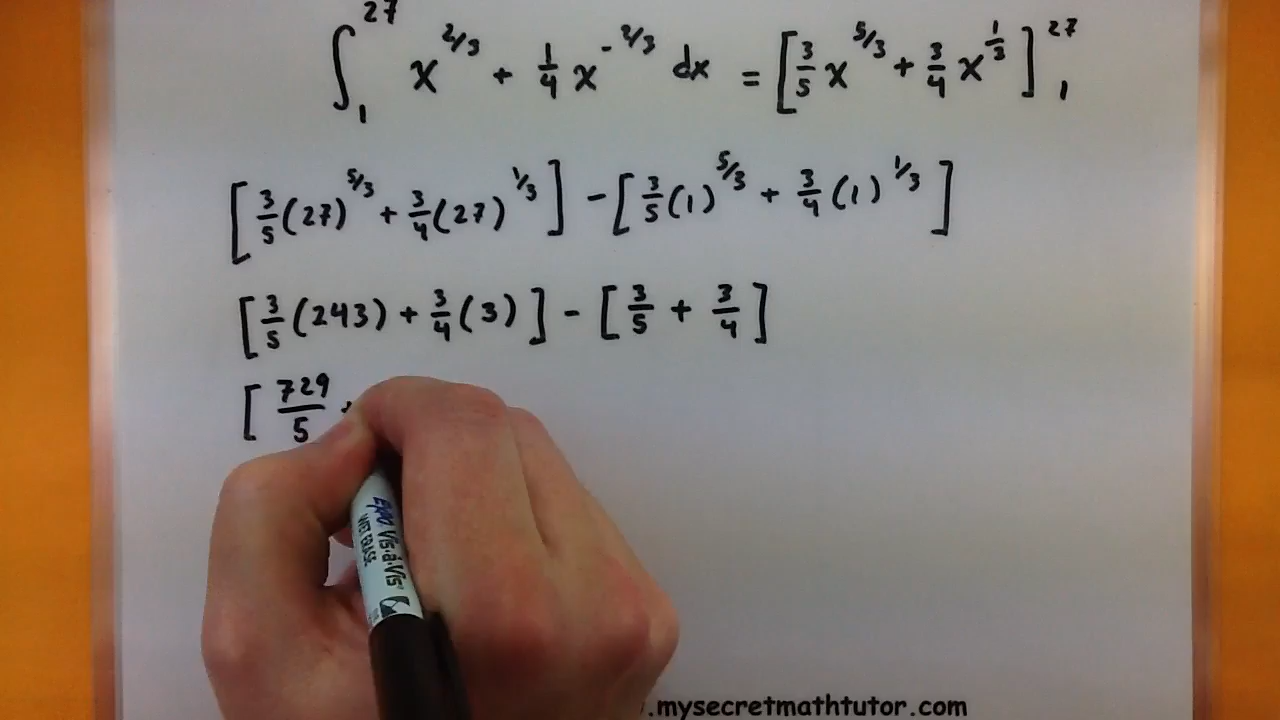 ∫₁²⁷ x^{2/3} + 1/4 x^{-2/3} dx = [3/5 x^{5/3} + 3/4 x^{1/3}]₁²⁷
[3/5(27)^{5/3} + 3/4(27)^{1/3}] - [3/5(1)^{5/3} + 3/4(1)^{1/3}]
[3/5(243) + 3/4(3)] - [3/5 + 3/4]
[729/5
Expo Vis-à-Vis
WET ERASE
.mysecretmathtutor.com